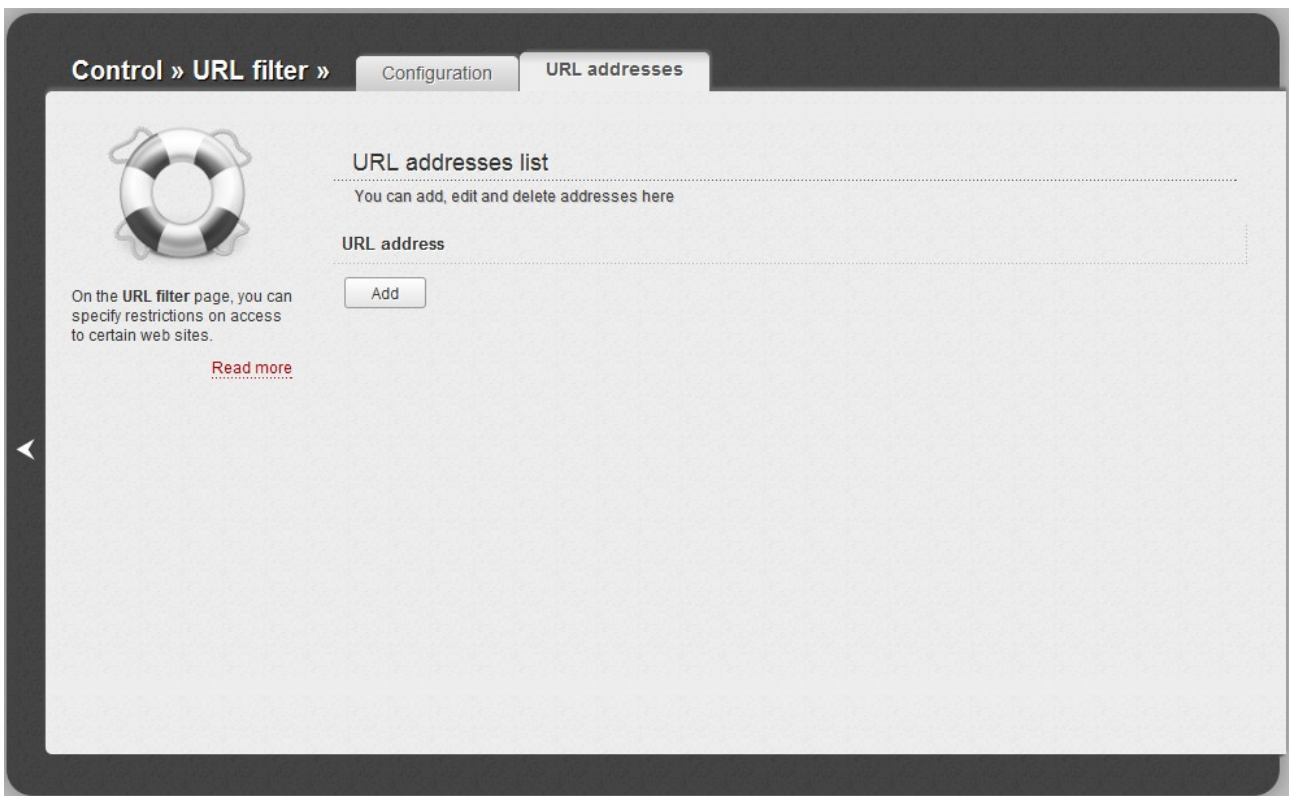 Control » URL filter »
Configuration
URL addresses
On the URL filter page, you can
specify restrictions on access
to certain web sites.
Read more
URL addresses list
You can add, edit and delete addresses here
URL address
Add